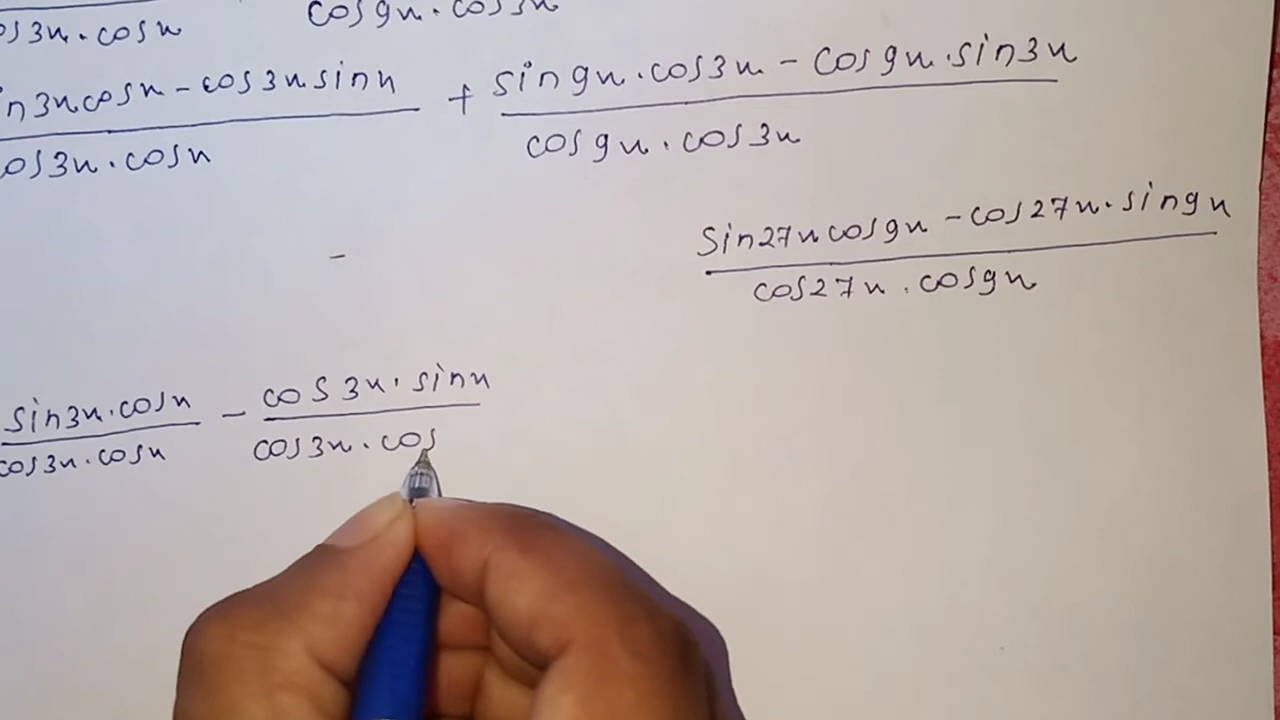 cos3x·cosx cos9x·cos3x
sin3xcosx - cos3xsinx + sin9x·cos3x - cos9x·sin3x
cos3x·cosx cos9x·cos3x
-
sin27xcos9x - cos27x·sin9x
cos27x·cos9x
sin3x·cosx - cos3x·sinx
cos3x·cosx cos3x·cos